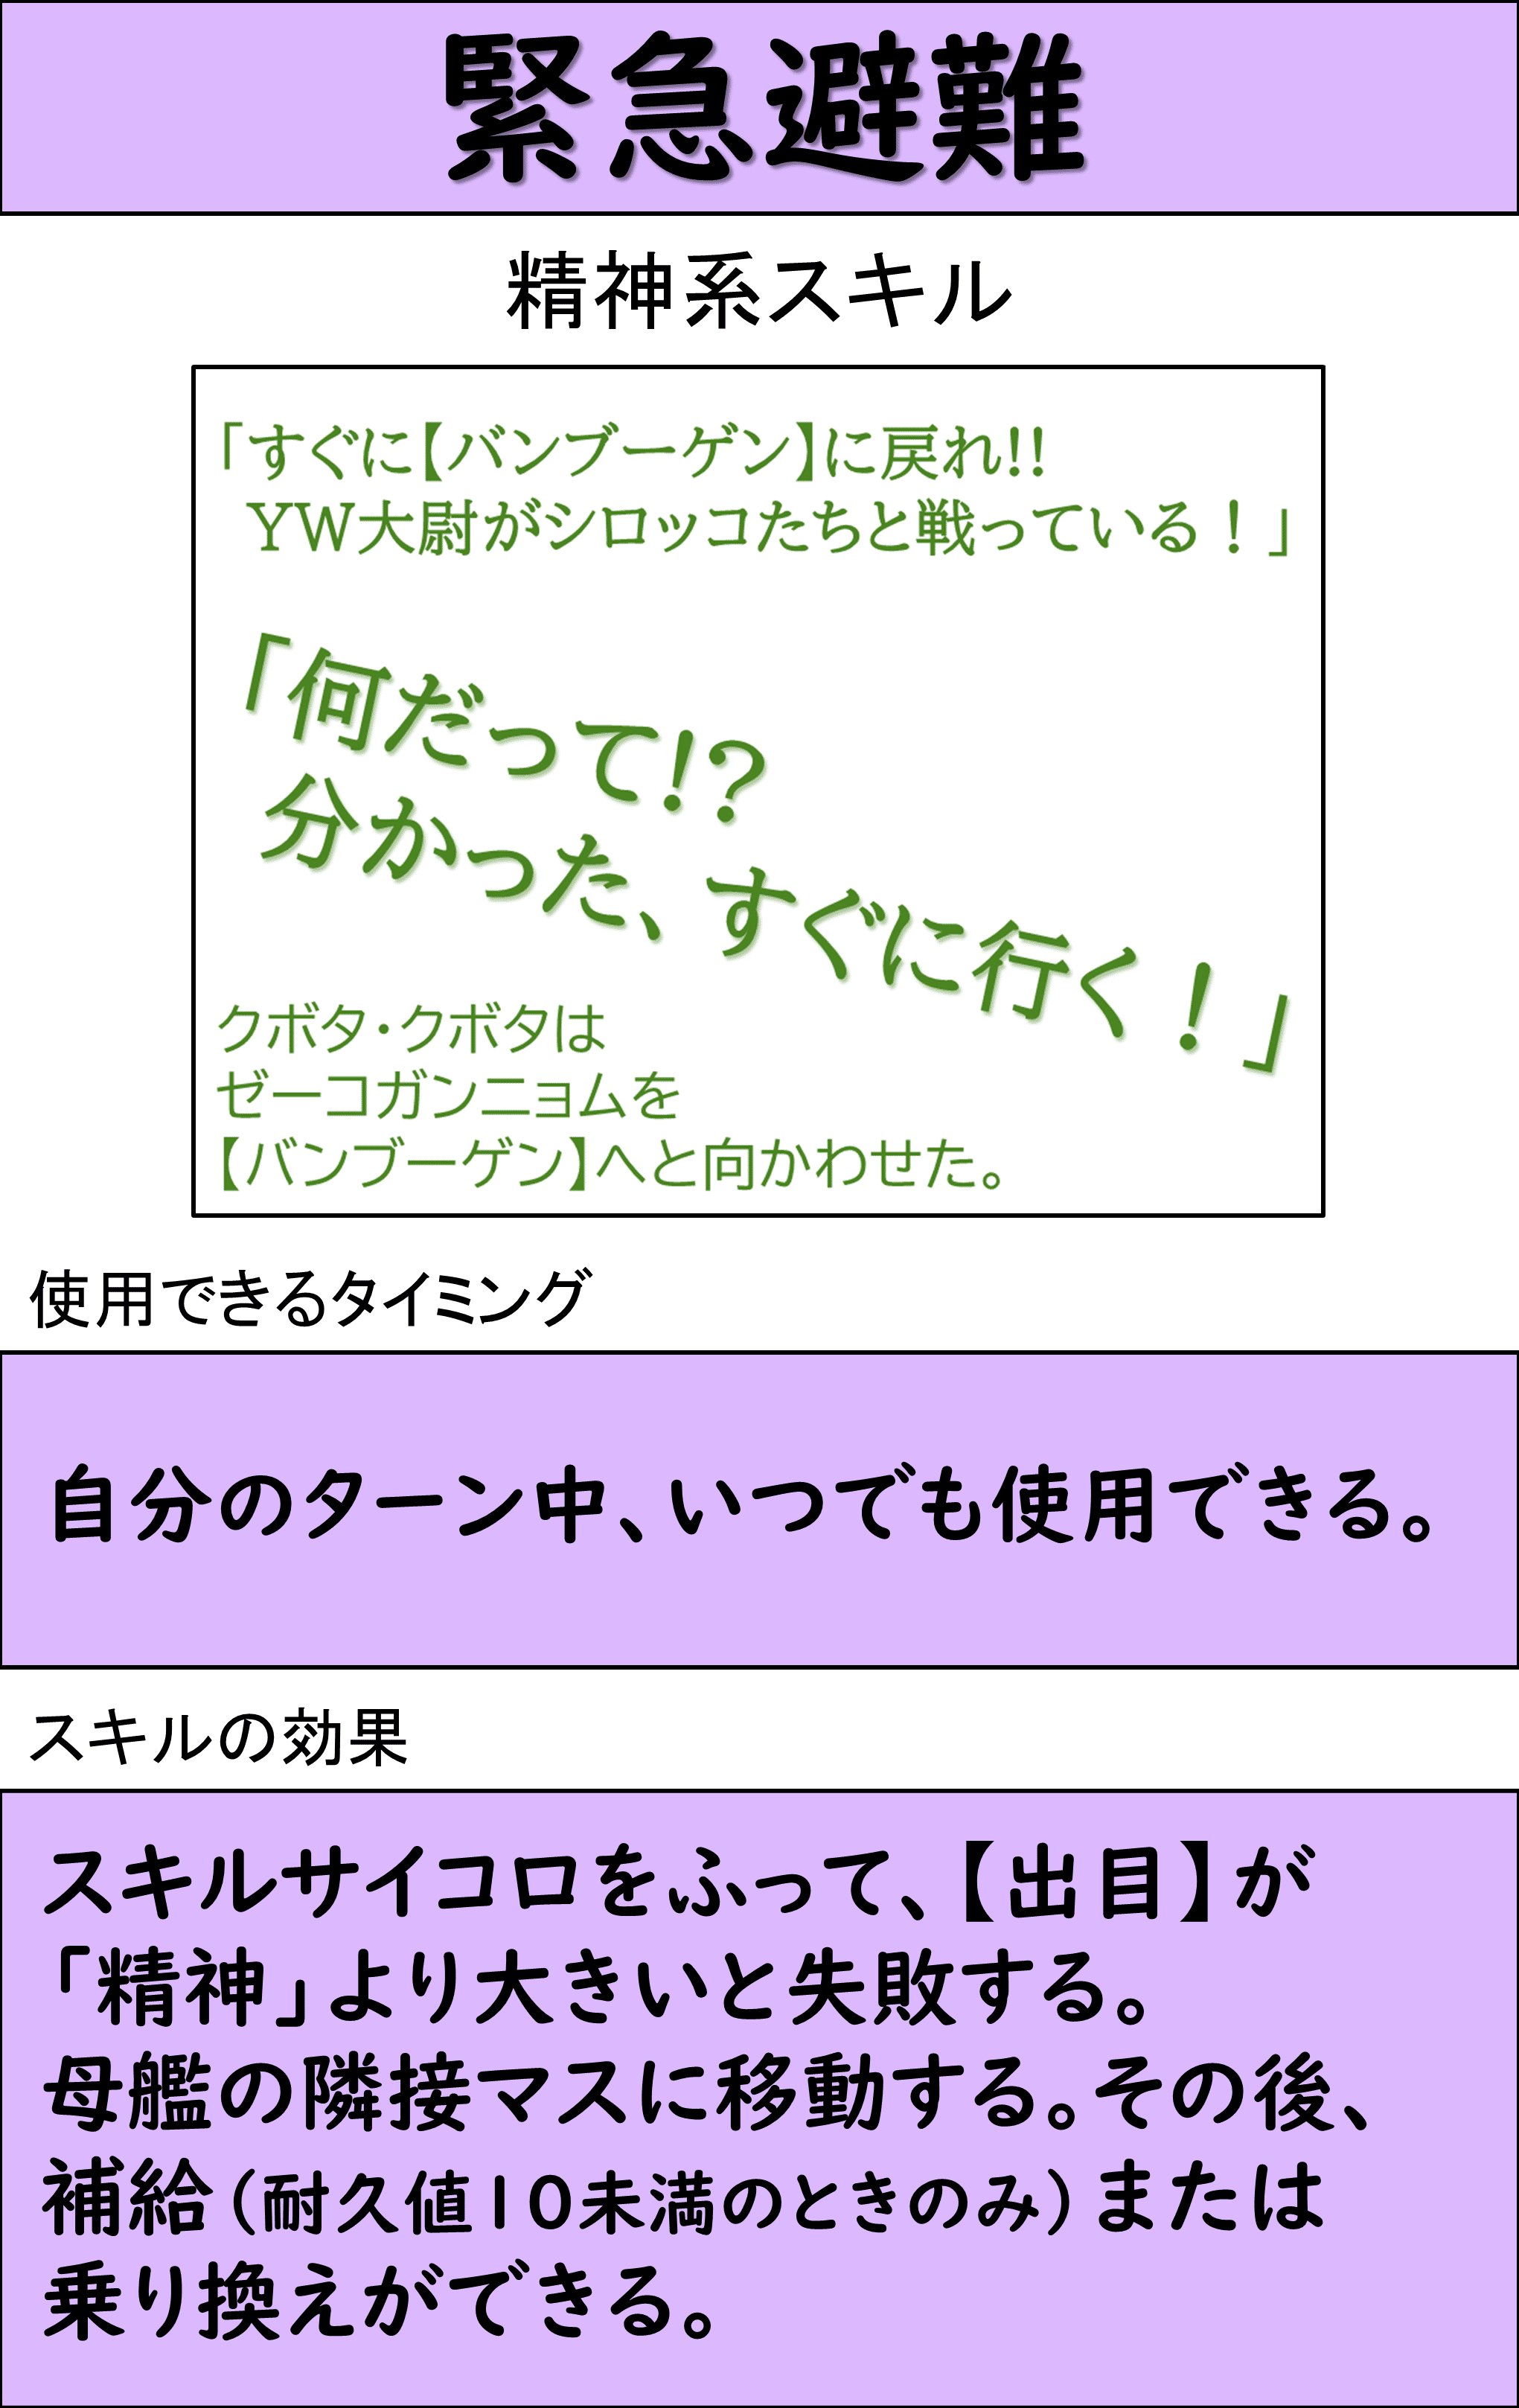 緊急避難
精神系スキル
「すぐに【バンブーゲン】に戻れ!!
YW大尉がシロッコたちと戦っている！」
「何だって!?
分かった、すぐに行く！」
クボタ・クボタは
ゼーコガンニョムを
【バンブーゲン】へと向かわせた。
使用できるタイミング
自分のターン中、いつでも使用できる。
スキルの効果
スキルサイコロをふって、【出目】が
「精神」より大きいと失敗する。
母艦の隣接マスに移動する。その後、
補給（耐久値10未満のときのみ）または
乗り換えができる。